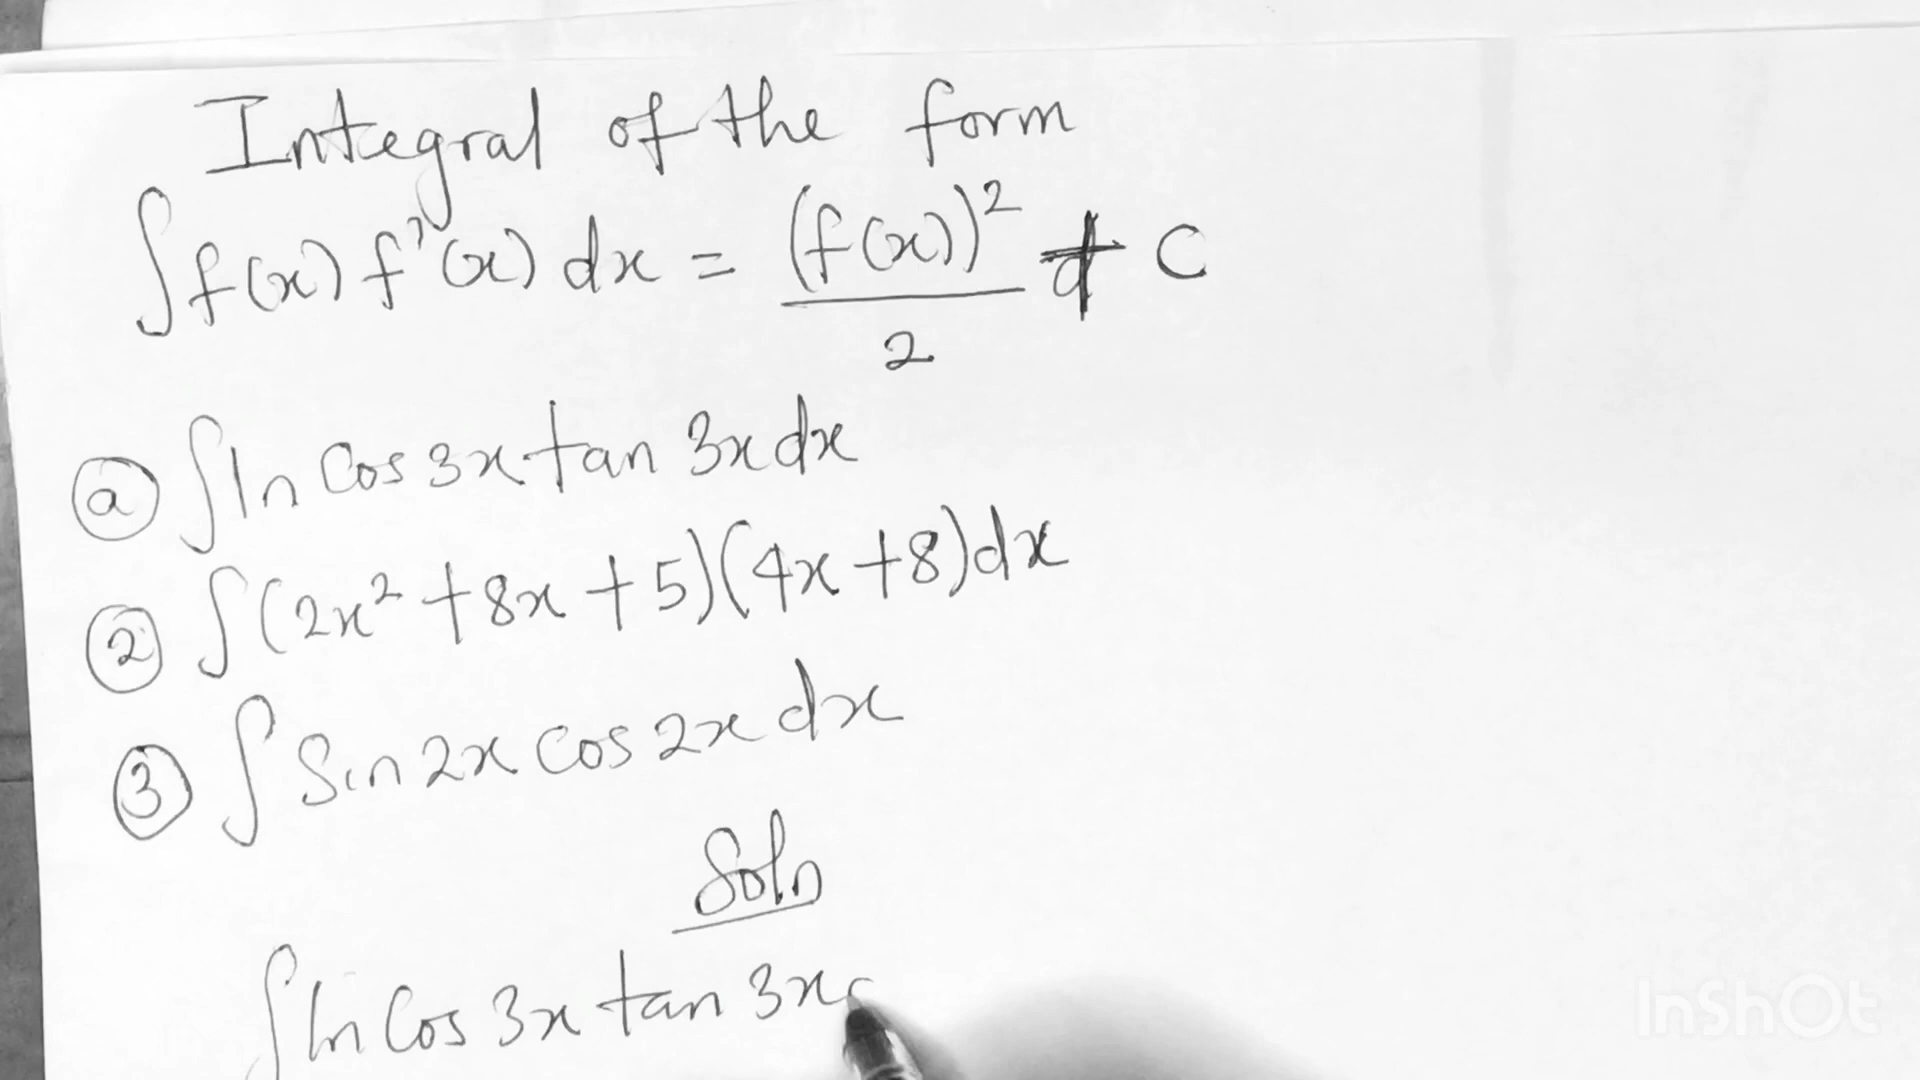 Integral of the form
∫f(x) f'(x) dx = (f(x))² / 2 + C
(a) ∫ln Cos 3x tan 3x dx
(2) ∫(2x² + 8x + 5)(4x + 8)dx
(3) ∫ Sin 2x cos 2x dx
Soln
∫ln Cos 3x tan 3x
InShOt